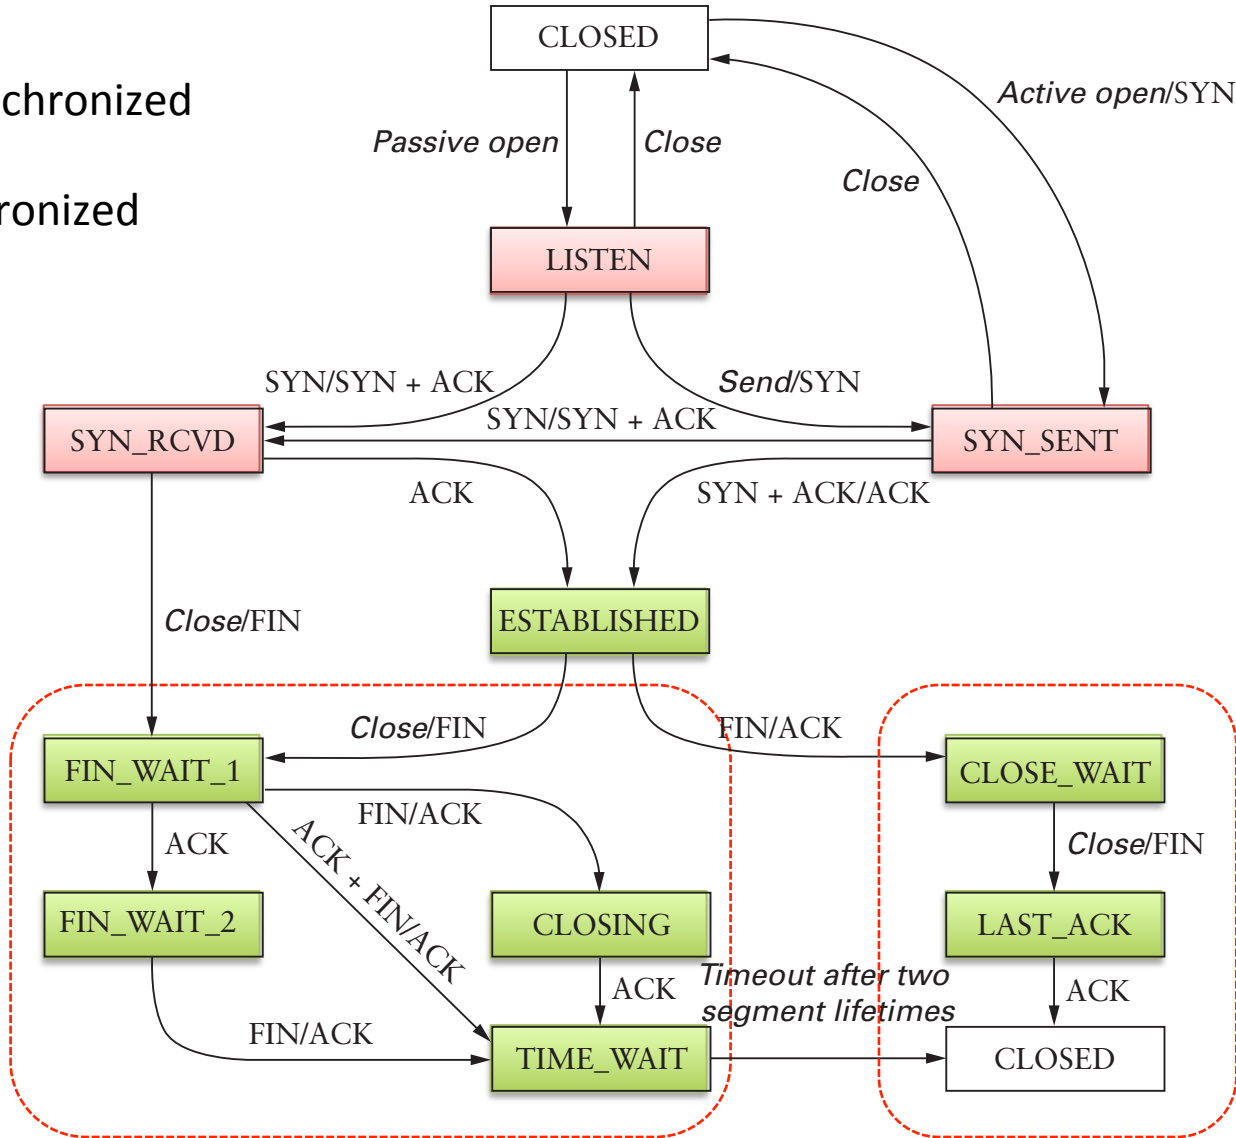 CLOSED
chronized
Active open/SYN
Passive open
Close
Close
ronized
LISTEN
SYN/SYN + ACK
Send/SYN
SYN/SYN + ACK
SYN_RCVD
SYN_SENT
ACK
SYN + ACK/ACK
Close/FIN
ESTABLISHED
Close/FIN
FIN/ACK
FIN_WAIT_1
CLOSE_WAIT
FIN/ACK
ACK
ACK + FIN/ACK
Close/FIN
FIN_WAIT_2
CLOSING
LAST_ACK
Timeout after two
segment lifetimes
ACK
ACK
FIN/ACK
TIME_WAIT
CLOSED